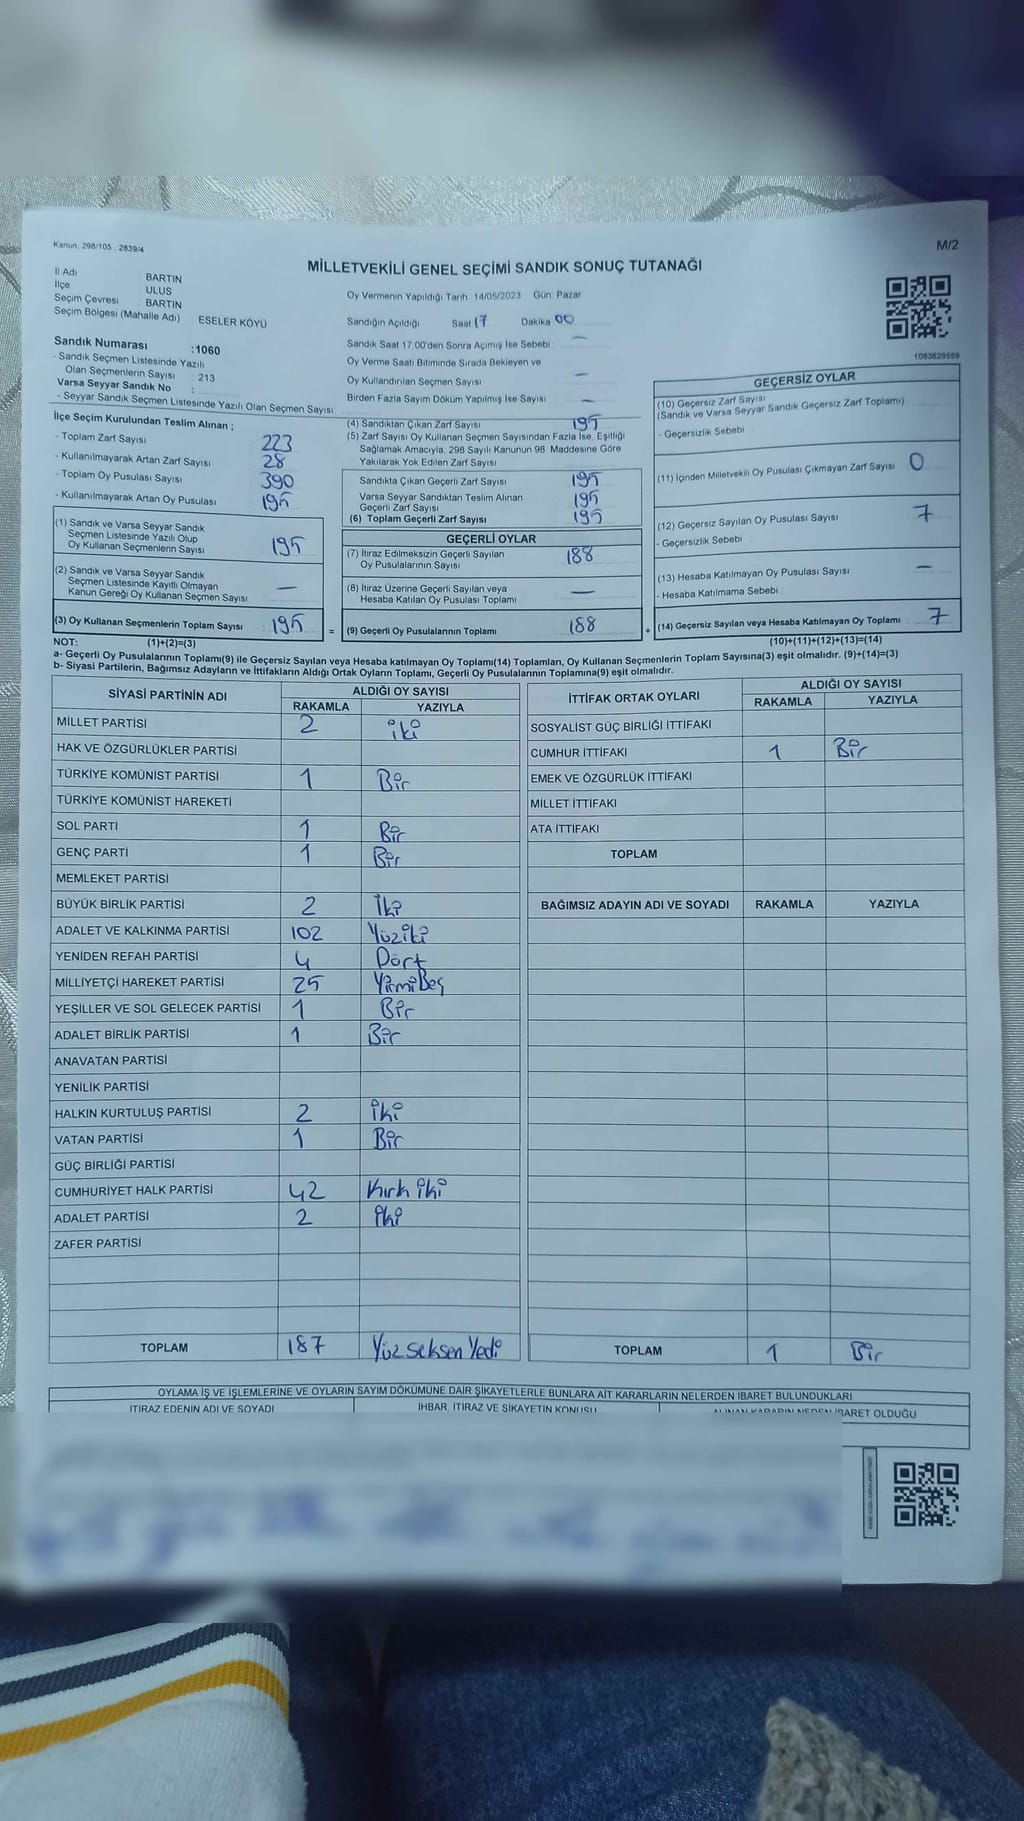 Kanun. 298/105 . 2839/4
M/2
MİLLETVEKİLİ GENEL SEÇİMİ SANDIK SONUÇ TUTANAĞI
İl Adı BARTIN
İlçe ULUS
Seçim Çevresi BARTIN
Seçim Bölgesi (Mahalle Adı) ESELER KÖYÜ
Sandık Numarası :1060
- Sandık Seçmen Listesinde Yazılı
Olan Seçmenlerin Sayısı : 213
Varsa Seyyar Sandık No :
- Seyyar Sandık Seçmen Listesinde Yazılı Olan Seçmen Sayısı
Oy Vermenin Yapıldığı Tarih 14/05/2023 Gün: Pazar
Sandığın Açıldığı Saat 17 Dakika 00
Sandık Saat 17:00'den Sonra Açımış İse Sebebi —
Oy Verme Saati Bitiminde Sırada Bekleyen ve
Oy Kullandırılan Seçmen Sayısı —
Birden Fazla Sayım Döküm Yapılmış İse Sayısı —
1083629559
İlçe Seçim Kurulundan Teslim Alınan ;
- Toplam Zarf Sayısı 223
- Kullanılmayarak Artan Zarf Sayısı 28
- Toplam Oy Pusulası Sayısı 390
- Kullanılmayarak Artan Oy Pusulası 195
(1) Sandık ve Varsa Seyyar Sandık
Seçmen Listesinde Yazılı Olup
Oy Kullanan Seçmenlerin Sayısı 195
(2) Sandık ve Varsa Seyyar Sandık
Seçmen Listesinde Kayıtlı Olmayan
Kanun Gereği Oy Kullanan Seçmen Sayısı —
(3) Oy Kullanan Seçmenlerin Toplam Sayısı 195 =
(4) Sandıktan Çıkan Zarf Sayısı 195
(5) Zarf Sayısı Oy Kullanan Seçmen Sayısından Fazla İse, Eşitliği
Sağlamak Amacıyla, 298 Sayılı Kanunun 98. Maddesine Göre
Yakılarak Yok Edilen Zarf Sayısı
Sandıkta Çıkan Geçerli Zarf Sayısı 195
Varsa Seyyar Sandıktan Teslim Alınan
Geçerli Zarf Sayısı 195
(6) Toplam Geçerli Zarf Sayısı 195
GEÇERLİ OYLAR
(7) İtiraz Edilmeksizin Geçerli Sayılan
Oy Pusulalarının Sayısı 188
(8) İtiraz Üzerine Geçerli Sayılan veya
Hesaba Katılan Oy Pusulası Toplamı —
(9) Geçerli Oy Pusulalarının Toplamı 188 +
GEÇERSİZ OYLAR
(10) Geçersiz Zarf Sayısı
(Sandık ve Varsa Seyyar Sandık Geçersiz Zarf Toplamı)
- Geçersizlik Sebebi
(11) İçinden Milletvekili Oy Pusulası Çıkmayan Zarf Sayısı 0
(12) Geçersiz Sayılan Oy Pusulası Sayısı 7
- Geçersizlik Sebebi
(13) Hesaba Katılmayan Oy Pusulası Sayısı —
- Hesaba Katılmama Sebebi
(14) Geçersiz Sayılan veya Hesaba Katılmayan Oy Toplamı 7
NOT: (1)+(2)=(3) (10)+(11)+(12)+(13)=(14)
a- Geçerli Oy Pusulalarının Toplamı(9) ile Geçersiz Sayılan veya Hesaba katılmayan Oy Toplamı(14) Toplamları, Oy Kullanan Seçmenlerin Toplam Sayısına(3) eşit olmalıdır. (9)+(14)=(3)
b- Siyasi Partilerin, Bağımsız Adayların ve İttifakların Aldığı Ortak Oyların Toplamı, Geçerli Oy Pusulalarının Toplamına(9) eşit olmalıdır.
SİYASİ PARTİNİN ADI ALDIĞI OY SAYISI
RAKAMLA YAZIYLA
MİLLET PARTİSİ 2 iki
HAK VE ÖZGÜRLÜKLER PARTİSİ
TÜRKİYE KOMÜNİST PARTİSİ 1 Bir
TÜRKİYE KOMÜNİST HAREKETİ
SOL PARTİ 1 Bir
GENÇ PARTİ 1 Bir
MEMLEKET PARTİSİ
BÜYÜK BİRLİK PARTİSİ 2 İki
ADALET VE KALKINMA PARTİSİ 102 Yüziki
YENİDEN REFAH PARTİSİ 4 Dört
MİLLİYETÇİ HAREKET PARTİSİ 25 YirmiBeş
YEŞİLLER VE SOL GELECEK PARTİSİ 1 Bir
ADALET BİRLİK PARTİSİ 1 Bir
ANAVATAN PARTİSİ
YENİLİK PARTİSİ
HALKIN KURTULUŞ PARTİSİ 2 iki
VATAN PARTİSİ 1 Bir
GÜÇ BİRLİĞİ PARTİSİ
CUMHURİYET HALK PARTİSİ 42 Kırk iki
ADALET PARTİSİ 2 iki
ZAFER PARTİSİ
TOPLAM 187 Yüz seksen Yedi
İTTİFAK ORTAK OYLARI ALDIĞI OY SAYISI
RAKAMLA YAZIYLA
SOSYALİST GÜÇ BİRLİĞİ İTTİFAKI
CUMHUR İTTİFAKI 1 Bir
EMEK VE ÖZGÜRLÜK İTTİFAKI
MİLLET İTTİFAKI
ATA İTTİFAKI
TOPLAM
BAĞIMSIZ ADAYIN ADI VE SOYADI RAKAMLA YAZIYLA
TOPLAM 1 Bir
OYLAMA İŞ VE İŞLEMLERİNE VE OYLARIN SAYIM DÖKÜMÜNE DAİR ŞİKAYETLERLE BUNLARA AİT KARARLARIN NELERDEN İBARET BULUNDUKLARI
İTİRAZ EDENİN ADI VE SOYADI İHBAR, İTİRAZ VE ŞİKAYETİN KONUSU ALINAN KARARIN NEDEN İBARET OLDUĞU